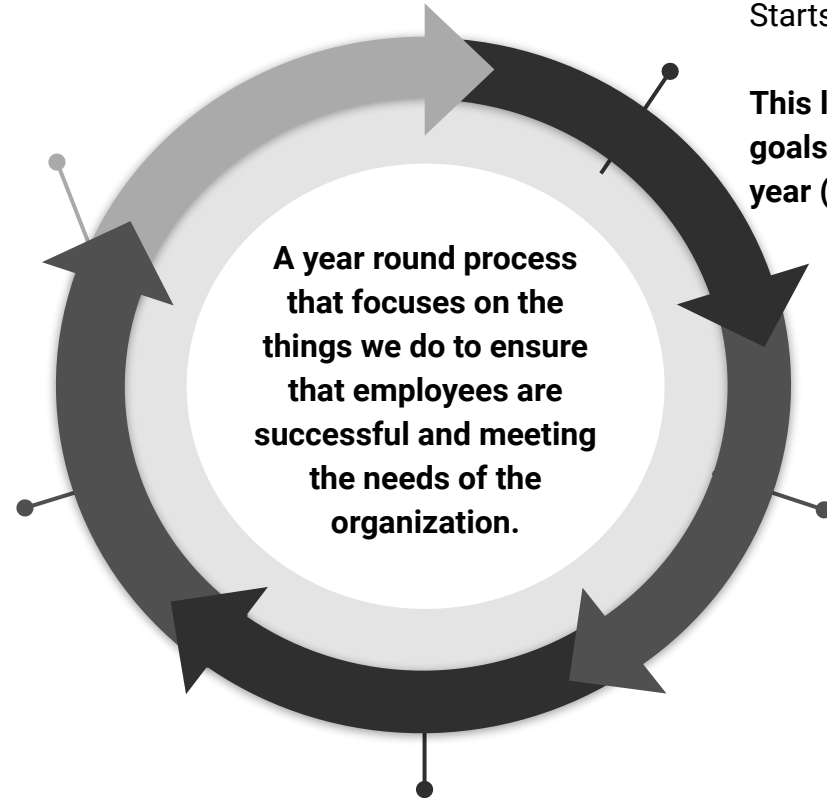 Starts
This l
goals
year (
A year round process
that focuses on the
things we do to ensure
that employees are
successful and meeting
the needs of the
organization.